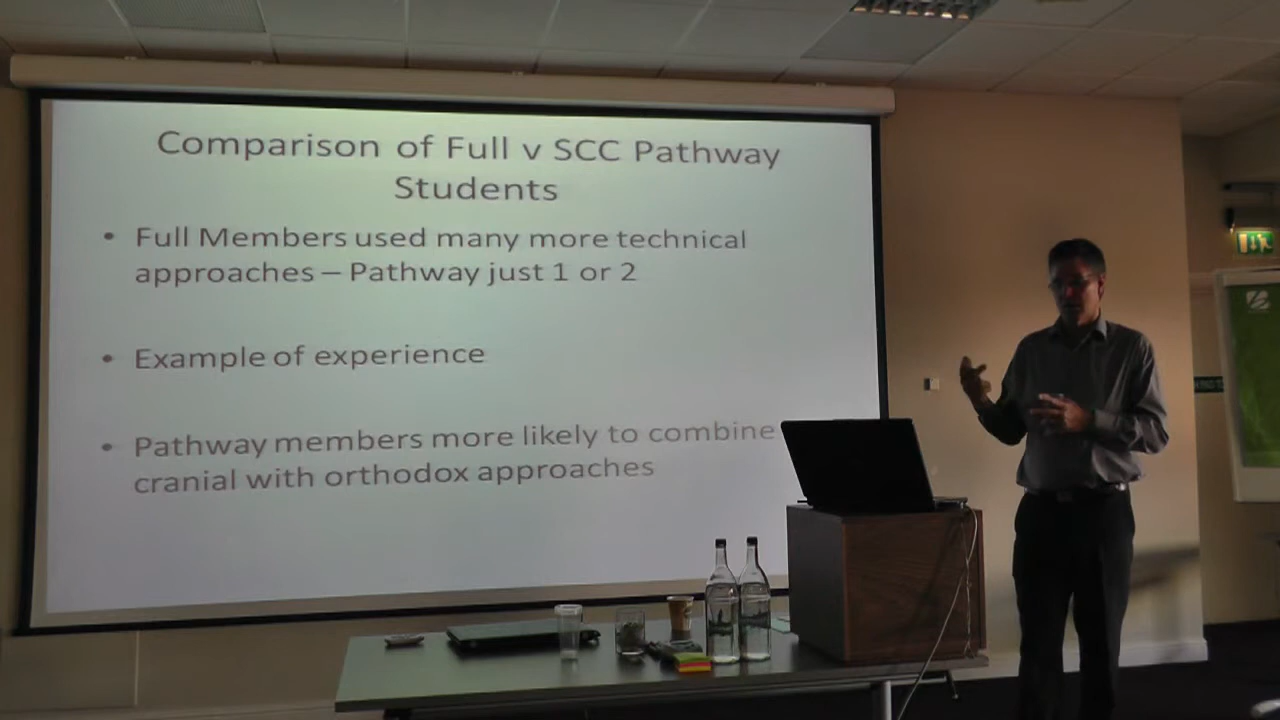 Comparison of Full v SCC Pathway
Students
• Full Members used many more technical
approaches – Pathway just 1 or 2
• Example of experience
• Pathway members more likely to combine
cranial with orthodox approaches